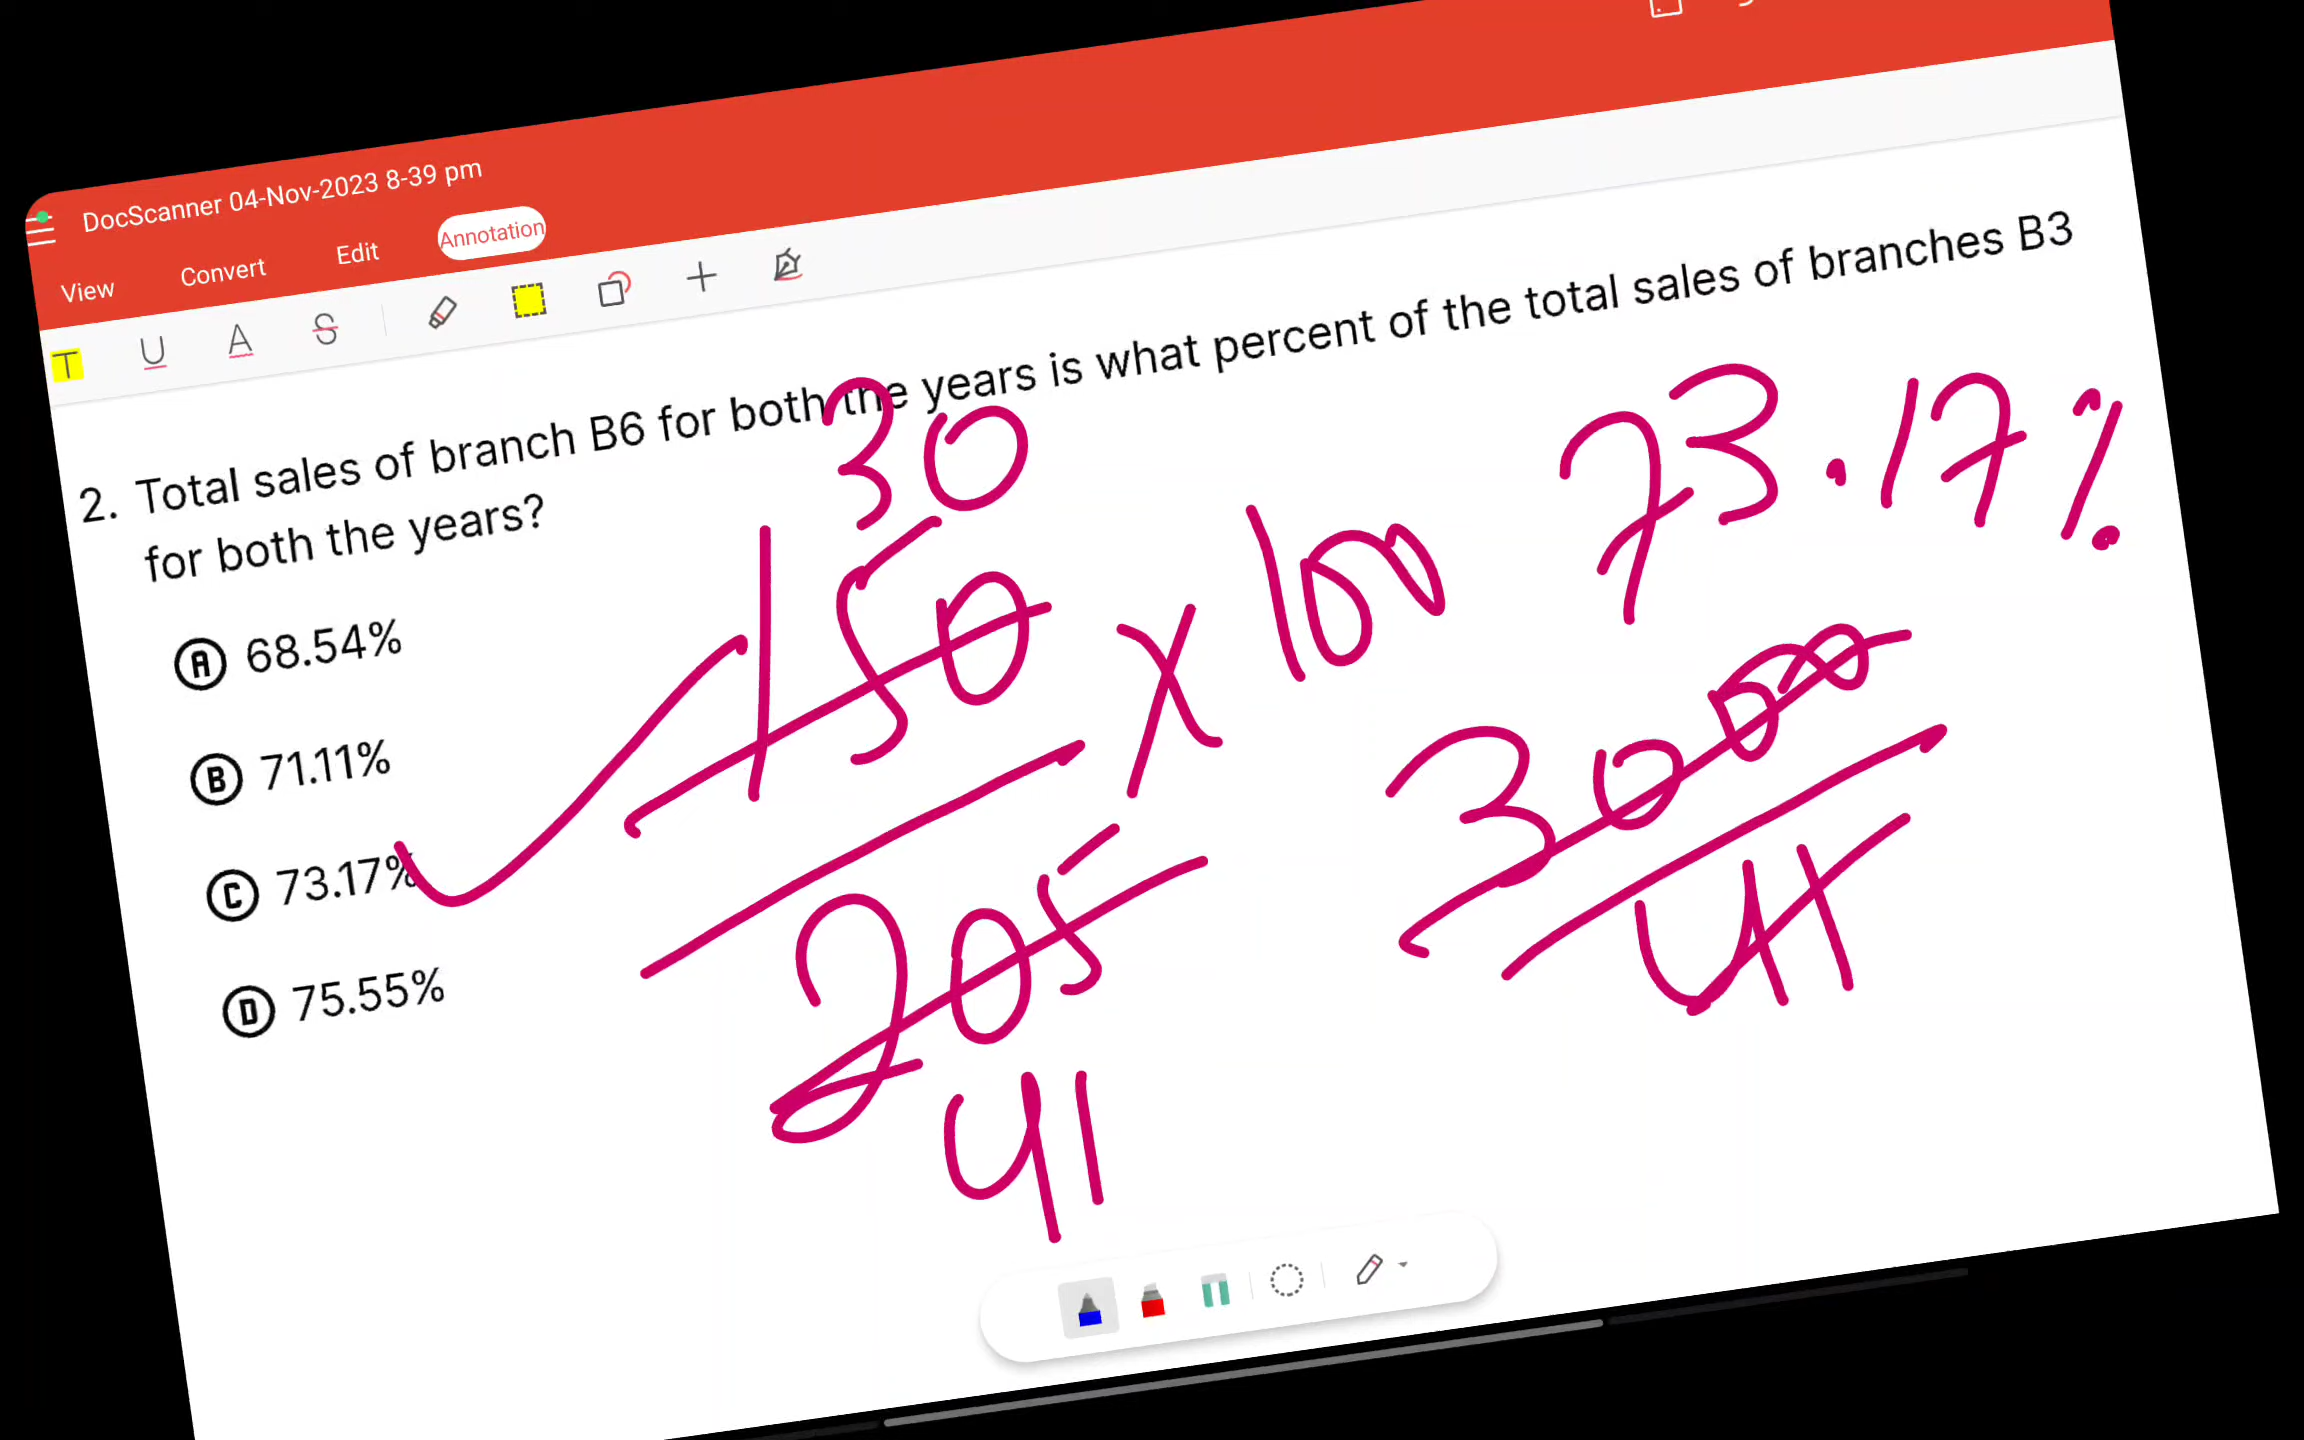 DocScanner 04-Nov-2023 8-39 pm
View Convert Edit Annotation
T U A S
2. Total sales of branch B6 for both the years is what percent of the total sales of branches B3
for both the years?
A 68.54%
B 71.11%
C 73.17%
D 75.55%
30
150 x 100
205
41
3000
41
73.17%